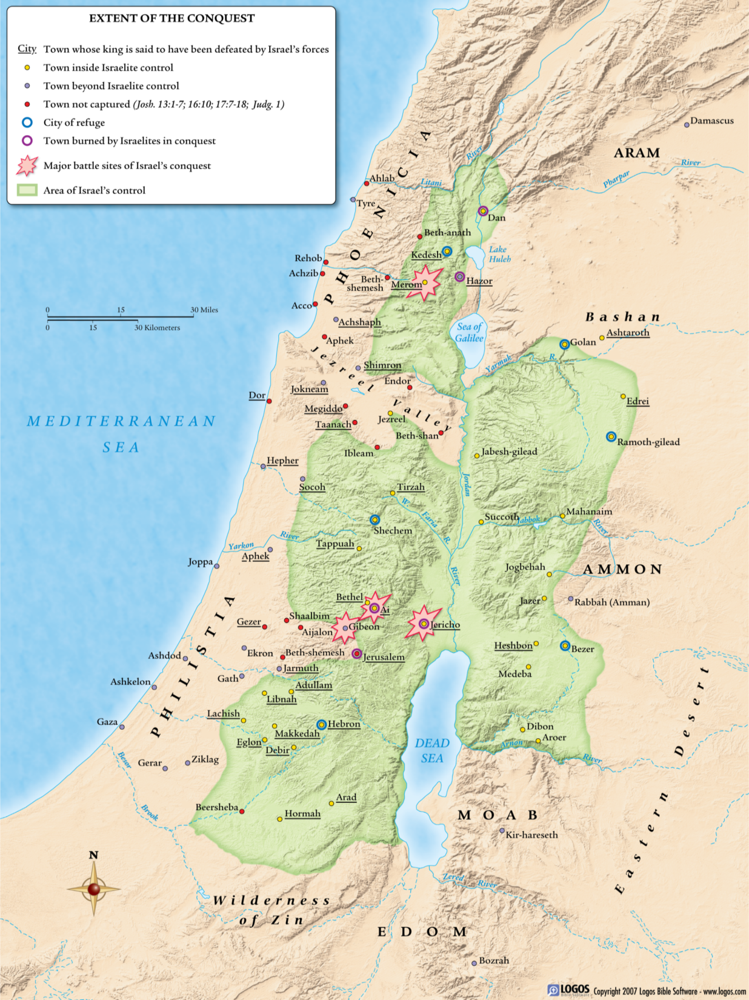 EXTENT OF THE CONQUEST
City Town whose king is said to have been defeated by Israel's forces
Town inside Israelite control
Town beyond Israelite control
Town not captured (Josh. 13:1-7; 16:10; 17:7-18; Judg. 1)
City of refuge
Town burned by Israelites in conquest
Major battle sites of Israel's conquest
Area of Israel's control
Damascus
ARAM
PHOENICIA
River
Litani
Pharpar
River
Ahlab
Tyre
Dan
Beth-anath
Kedesh
Lake
Huleh
Rehob
Achzib
Beth-
shemesh
Merom
Hazor
Acco
0 15 30 Miles
0 15 30 Kilometers
Achshaph
Bashan
Sea of
Galilee
Ashtaroth
Golan
Aphek
Jezreel
Valley
Yarmuk
R.
Shimron
Endor
Jokneam
Dor
Edrei
Megiddo
Jezreel
Taanach
Beth-shan
MEDITERRANEAN
SEA
Ramoth-gilead
Ibleam
Jabesh-gilead
Hepher
Jordan
River
Socoh
Tirzah
W.
Faria
R.
Mahanaim
Succoth
Jabbok
River
Shechem
Yarkon
River
Tappuah
Aphek
Joppa
Jogbehah
AMMON
PHILISTIA
Bethel
Ai
Jazer
Rabbah (Amman)
Shaalbim
Gezer
Aijalon
Gibeon
Jericho
Heshbon
Bezer
Ekron
Beth-shemesh
Jerusalem
Ashdod
Jarmuth
Medeba
Gath
Ashkelon
Adullam
Libnah
Lachish
Hebron
Gaza
Makkedah
Dibon
Eglon
Aroer
Debir
Arnon
River
DEAD
SEA
Eastern Desert
Besor
Brook
Ziklag
Gerar
Arad
Beersheba
Hormah
MOAB
Kir-hareseth
N
Zered
River
Wilderness
of Zin
EDOM
Bozrah
LOGOS
Bible Software
Copyright 2007 Logos Bible Software - www.logos.com